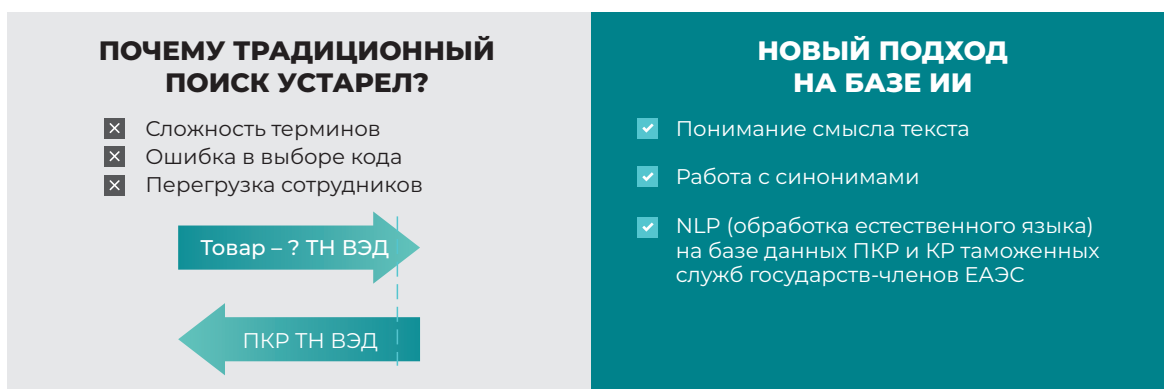 ПОЧЕМУ ТРАДИЦИОННЫЙ
ПОИСК УСТАРЕЛ?
Сложность терминов
Ошибка в выборе кода
Перегрузка сотрудников
Товар – ? ТН ВЭД
ПКР ТН ВЭД
НОВЫЙ ПОДХОД
НА БАЗЕ ИИ
Понимание смысла текста
Работа с синонимами
NLP (обработка естественного языка)
на базе данных ПКР и КР таможенных
служб государств-членов ЕАЭС